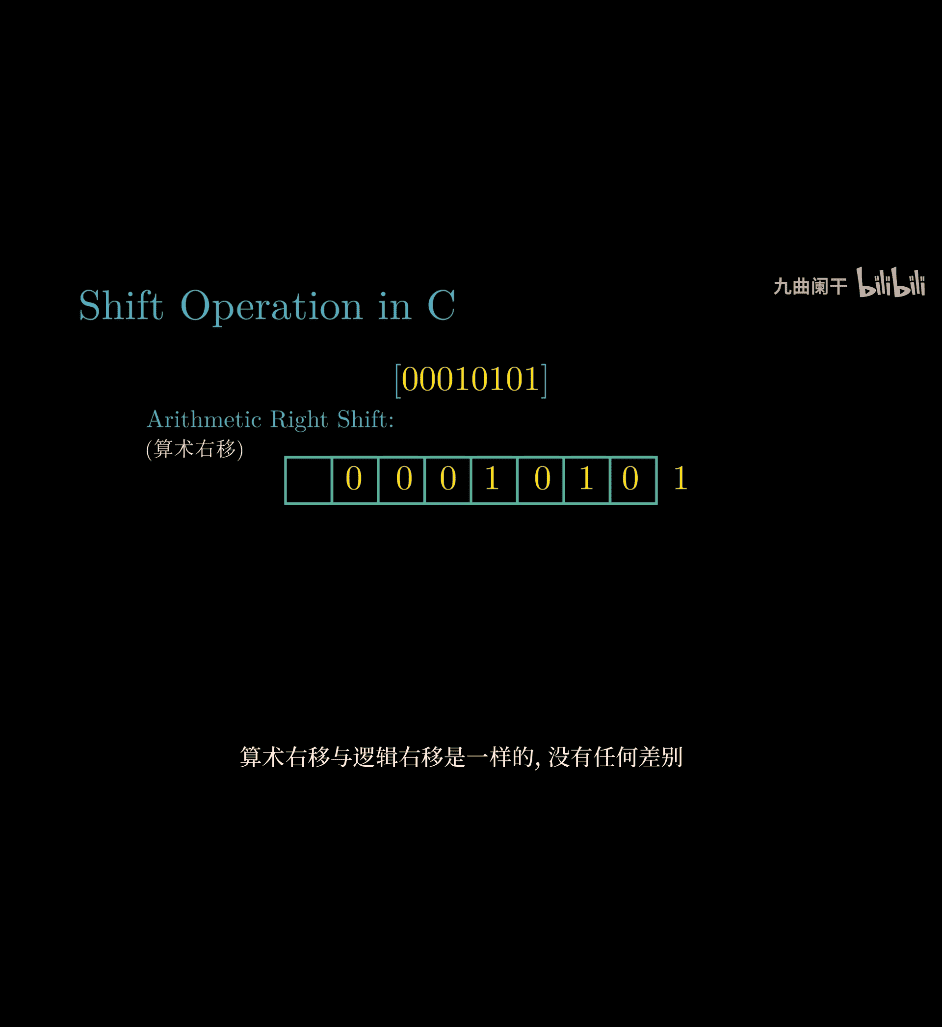 九曲阑干 bilibili
Shift Operation in C
[00010101]
Arithmetic Right Shift:
(算术右移)
0 0 0 1 0 1 0 1
算术右移与逻辑右移是一样的, 没有任何差别